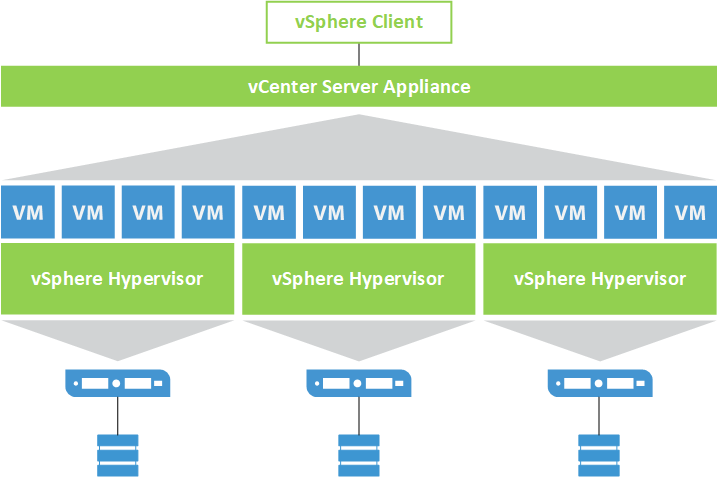 vSphere Client
vCenter Server Appliance
VM VM VM VM VM VM VM VM VM VM VM VM
vSphere Hypervisor vSphere Hypervisor vSphere Hypervisor